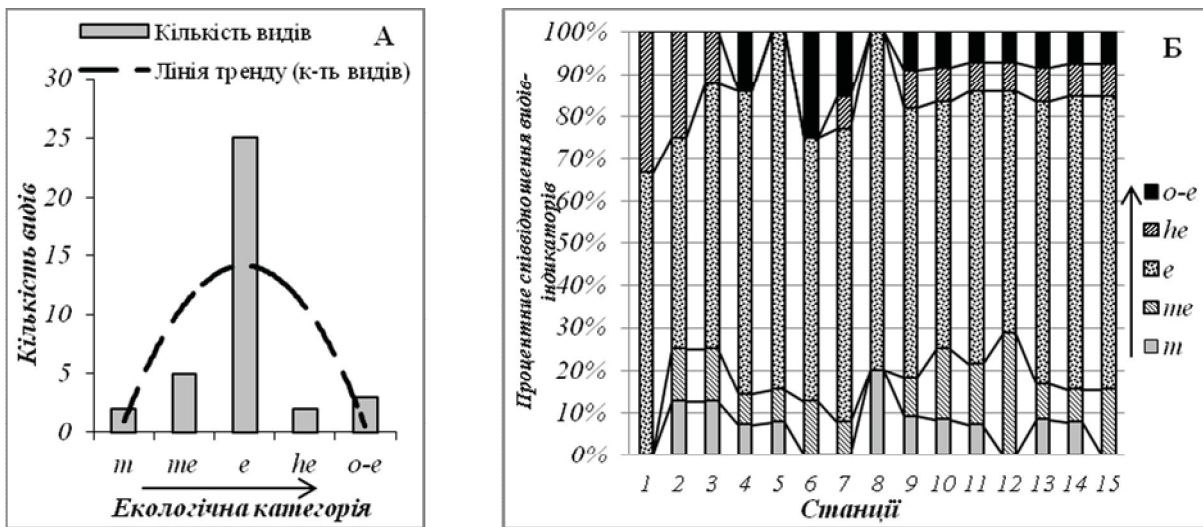 Кількість видів
А
Лінія тренду (к-ть видів)
Кількість видів
30
25
20
15
10
5
0
m me e he o-e
Екологічна категорія
Б
Процентне співвідношення видів-
індикаторів
100%
90%
80%
70%
60%
50%
40%
30%
20%
10%
0%
1 2 3 4 5 6 7 8 9 10 11 12 13 14 15
Станції
o-e
he
e
me
m